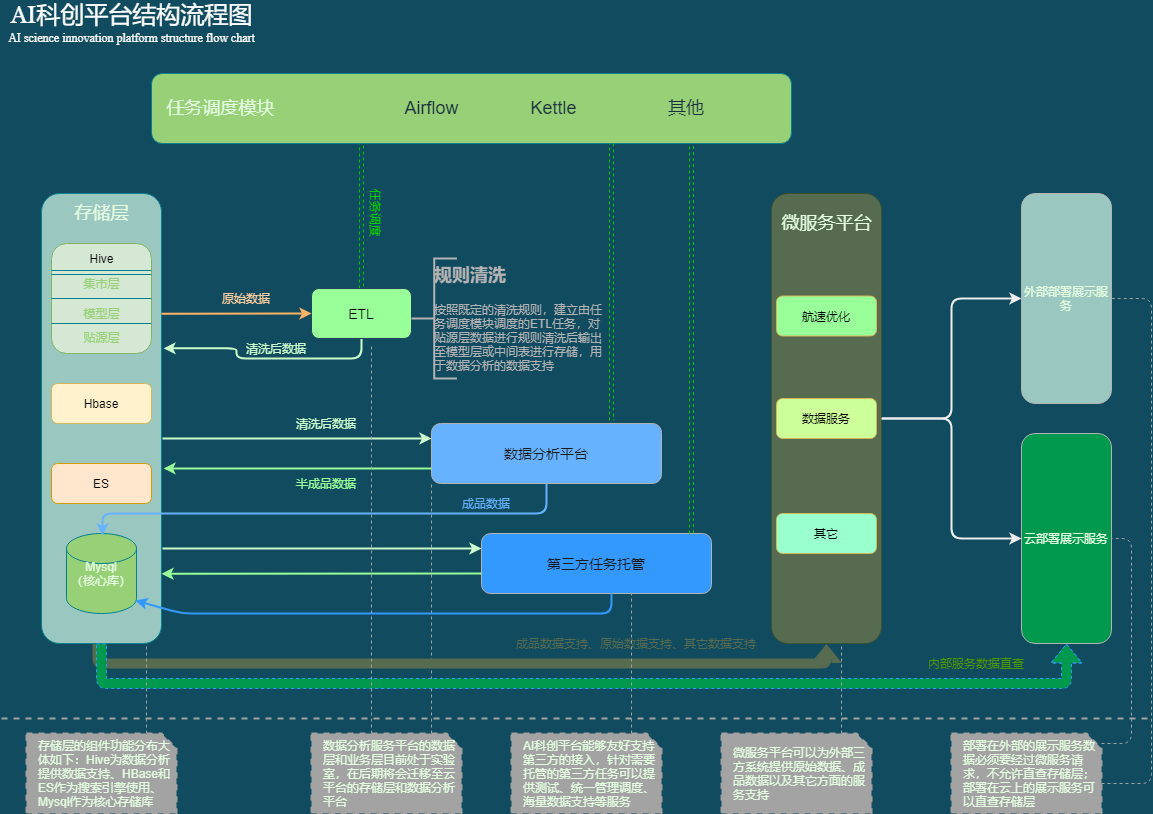 AI科创平台结构流程图
AI science innovation platform structure flow chart
任务调度模块
Airflow
Kettle
其他
任务调度
存储层
Hive
集市层
模型层
贴源层
Hbase
ES
Mysql
（核心库）
原始数据
ETL
清洗后数据
规则清洗
按照既定的清洗规则，建立由任
务调度模块调度的ETL任务，对
贴源层数据进行规则清洗后输出
至模型层或中间表进行存储，用
于数据分析的数据支持
清洗后数据
数据分析平台
半成品数据
成品数据
第三方任务托管
微服务平台
航速优化
数据服务
其它
外部部署展示服
务
云部署展示服务
成品数据支持、原始数据支持、其它数据支持
内部服务数据直查
存储层的组件功能分布大
体如下：Hive为数据分析
提供数据支持、HBase和
ES作为搜索引擎使用、
Mysql作为核心存储库
数据分析服务平台的数据
层和业务层目前处于实验
室，在后期将会迁移至云
平台的存储层和数据分析
平台
AI科创平台能够友好支持
第三方的接入，针对需要
托管的第三方任务可以提
供测试、统一管理调度、
海量数据支持等服务
微服务平台可以为外部三
方系统提供原始数据、成
品数据以及其它方面的服
务支持
部署在外部的展示服务数
据必须要经过微服务请
求，不允许直查存储层；
部署在云上的展示服务可
以直查存储层